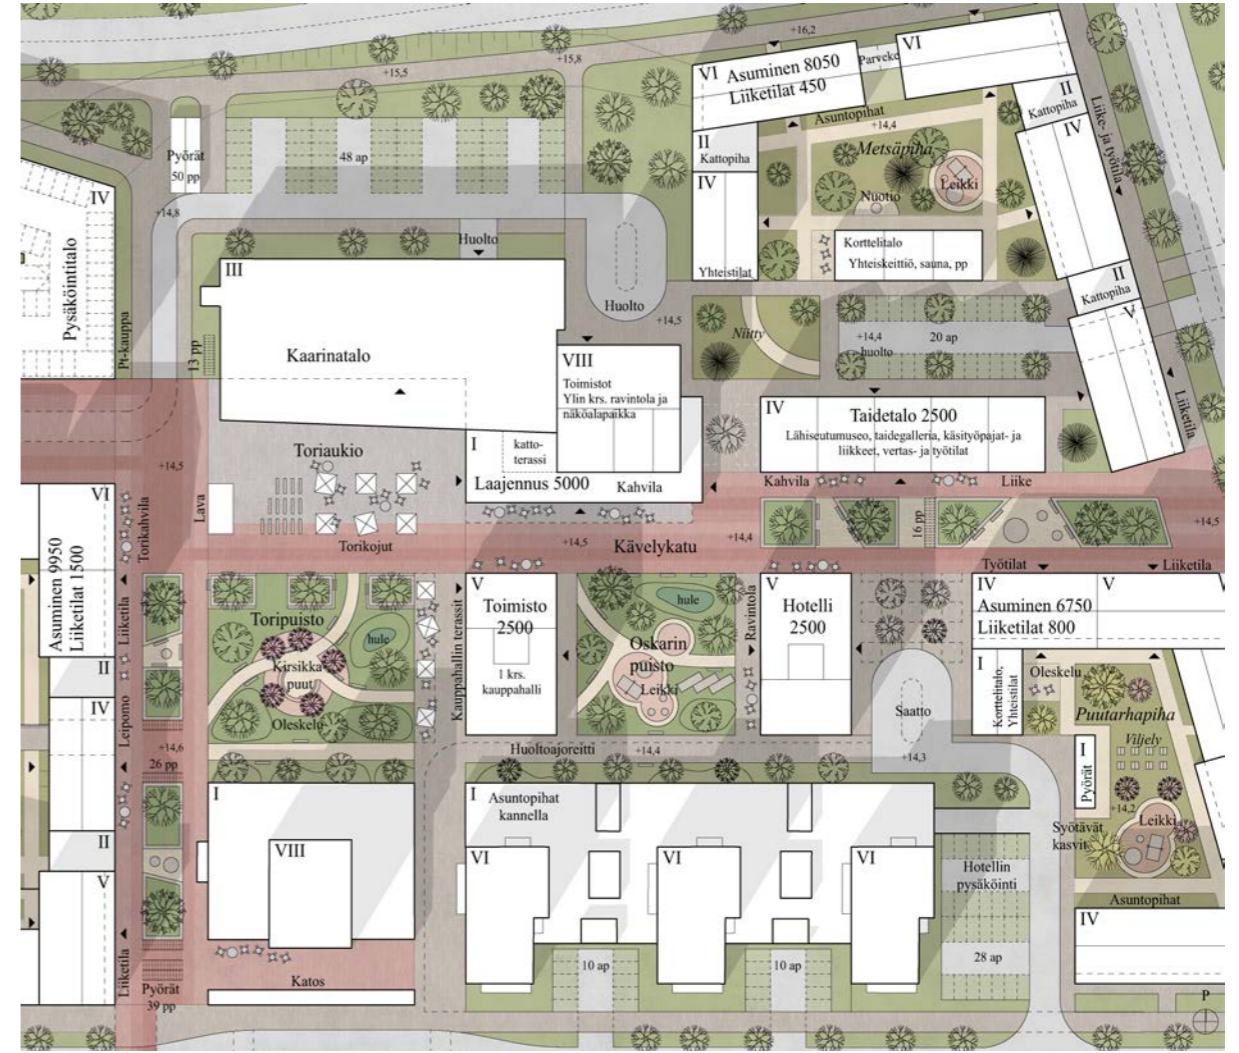 +16,2
+15,8
+15,5
VI
Asuminen 8050
Liiketilat 450
Parveke
VI
II
Kattopiha
IV
Liike- ja työtila
Asuntopihat
+14,4
Metsäpiha
Leikki
Nuotio
II
Kattopiha
IV
Yhteistilat
Korttelitalo
Yhteiskeittiö, sauna, pp
II
Kattopiha
V
Liiketila
Pyörät
50 pp
48 ap
+14,8
IV
Pysäköintitalo
Pt-kauppa
13 pp
Huolto
III
Kaarinatalo
Huolto
+14,5
Niitty
+14,4
huolto
20 ap
VIII
Toimistot
Ylin krs. ravintola ja
näköalapaikka
IV
Taidetalo 2500
Lähiseutumuseo, taidegalleria, käsityöpajat- ja
liikkeet, vertas- ja työtilat
I
katto-
terassi
Laajennus 5000
Kahvila
Toriaukio
+14,5
Lava
Torikojut
Torikahvila
Kahvila
Liike
+14,5
Kävelykatu
+14,4
16 pp
+14,5
Työtilat
Liiketila
VI
Asuminen 9950
Liiketilat 1500
II
IV
II
V
Liiketila
Leipomo
+14,6
26 pp
Liiketila
Pyörät
39 pp
Toripuisto
hule
Kirsikka
puut
Oleskelu
Kauppahallin terassit
V
Toimisto
2500
1 krs.
kauppahalli
hule
Oskarin
puisto
Leikki
Ravintola
V
Hotelli
2500
Saatto
+14,3
IV
Asuminen 6750
Liiketilat 800
V
V
I
Korttelitalo,
Yhteistilat
Oleskelu
Puutarhapiha
Viljely
I
Pyörät
+14,2
Leikki
Syötävät
kasvit
Asuntopihat
IV
Huoltoajoreitti
+14,4
I
VIII
Katos
I
Asuntopihat
kannella
VI
VI
VI
10 ap
10 ap
Hotellin
pysäköinti
28 ap
P